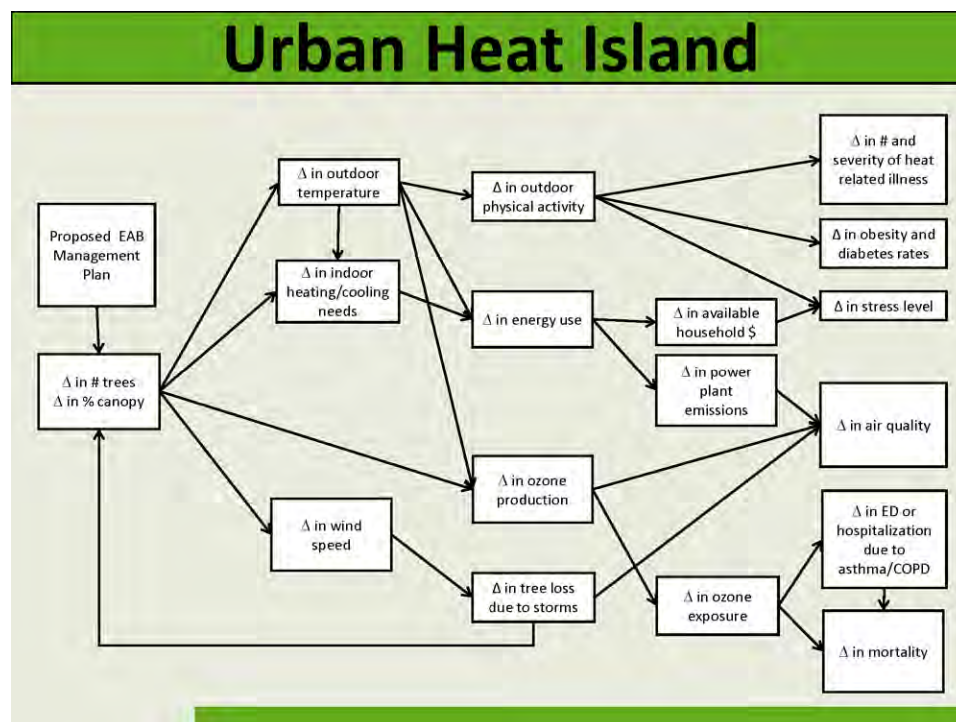 Urban Heat Island
Proposed EAB
Management
Plan
Δ in # trees
Δ in % canopy
Δ in outdoor
temperature
Δ in indoor
heating/cooling
needs
Δ in wind
speed
Δ in outdoor
physical activity
Δ in energy use
Δ in ozone
production
Δ in tree loss
due to storms
Δ in available
household $
Δ in power
plant
emissions
Δ in ozone
exposure
Δ in # and
severity of heat
related illness
Δ in obesity and
diabetes rates
Δ in stress level
Δ in air quality
Δ in ED or
hospitalization
due to
asthma/COPD
Δ in mortality